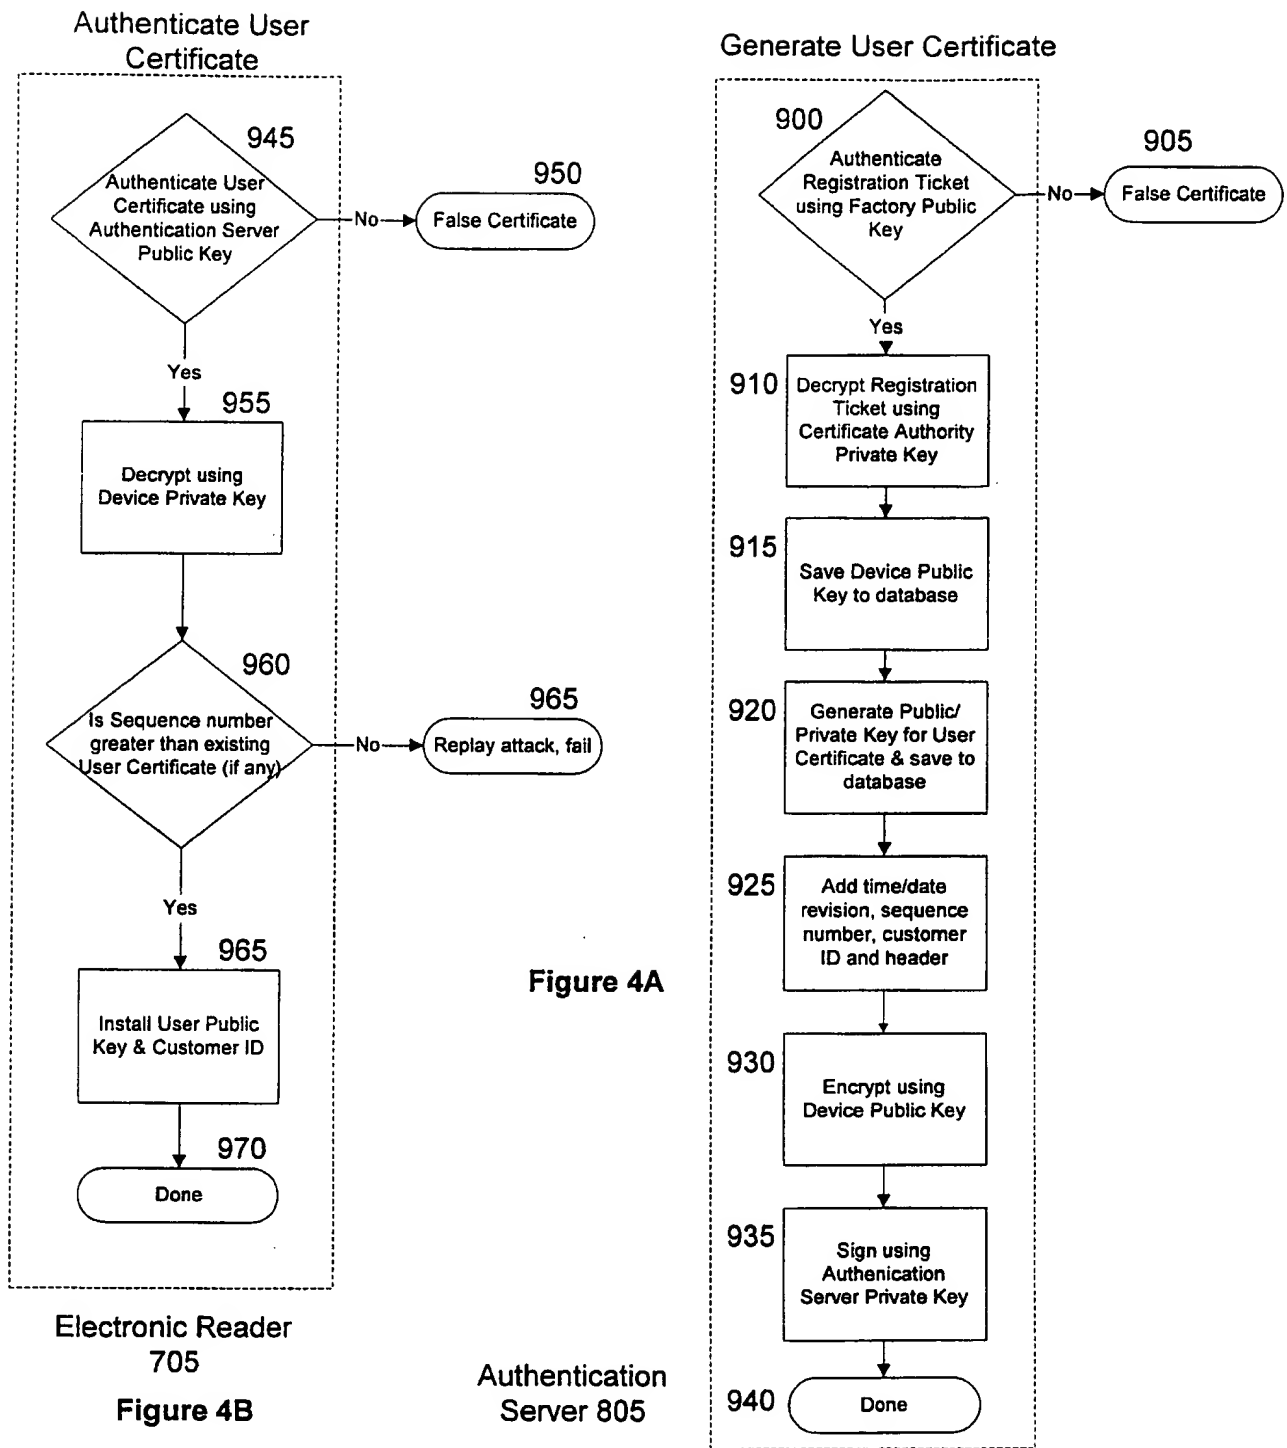 Authenticate User
Certificate
945
Authenticate User
Certificate using
Authentication Server
Public Key
No
950
False Certificate
Yes
955
Decrypt using
Device Private Key
960
Is Sequence number
greater than existing
User Certificate (if any)
No
965
Replay attack, fail
Yes
965
Install User Public
Key & Customer ID
970
Done
Electronic Reader
705
Figure 4B
Generate User Certificate
900
Authenticate
Registration Ticket
using Factory Public
Key
No
905
False Certificate
Yes
910
Decrypt Registration
Ticket using
Certificate Authority
Private Key
915
Save Device Public
Key to database
920
Generate Public/
Private Key for User
Certificate & save to
database
925
Add time/date
revision, sequence
number, customer
ID and header
Figure 4A
930
Encrypt using
Device Public Key
935
Sign using
Authenication
Server Private Key
940
Done
Authentication
Server 805